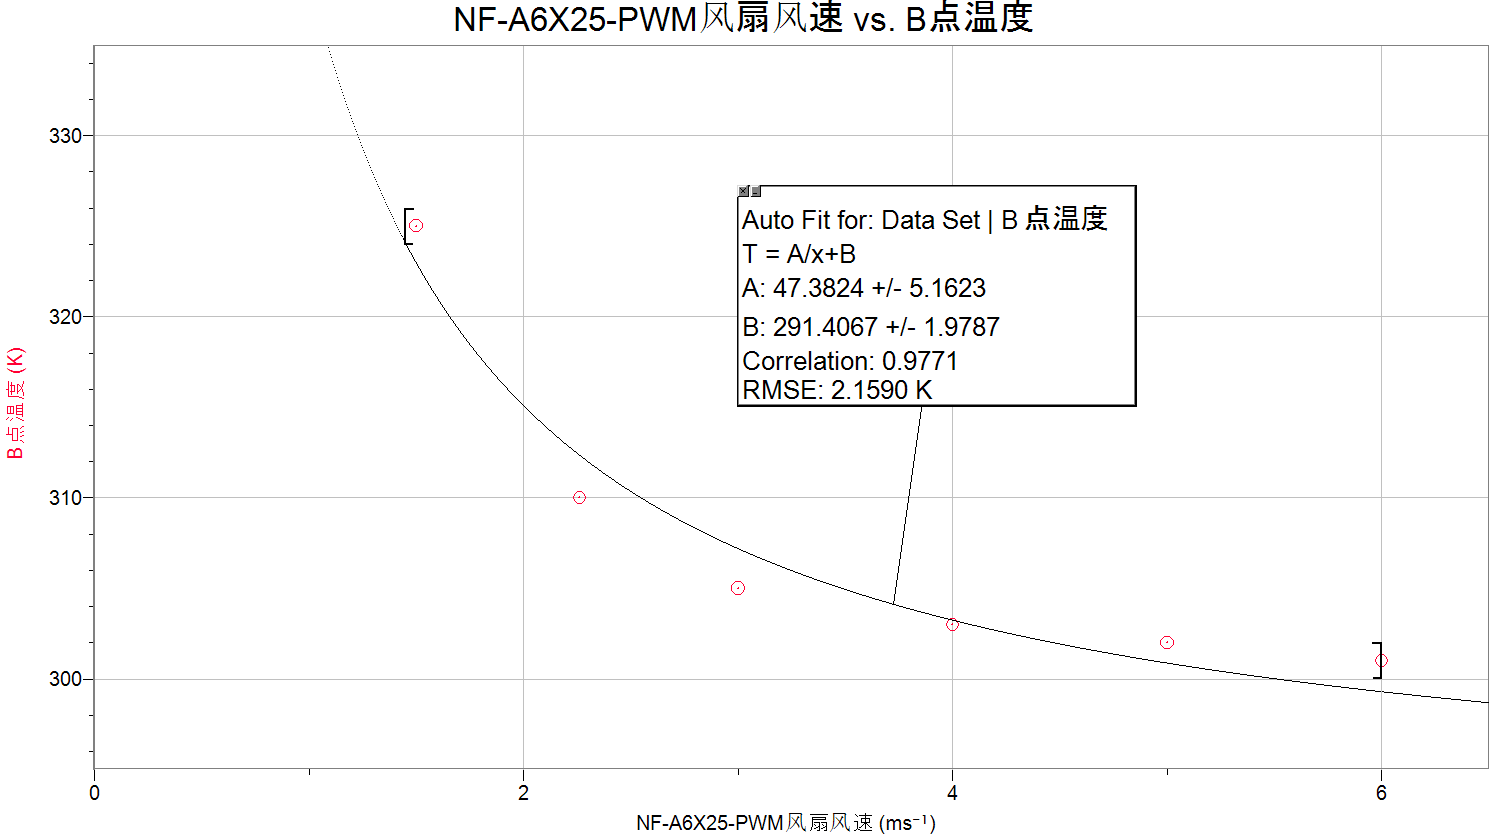 NF-A6X25-PWM风扇风速 vs. B点温度
330
320
310
300
B点温度 (K)
Auto Fit for: Data Set | B 点温度
T = A/x+B
A: 47.3824 +/- 5.1623
B: 291.4067 +/- 1.9787
Correlation: 0.9771
RMSE: 2.1590 K
0
2
4
6
NF-A6X25-PWM风扇风速 (ms⁻¹)